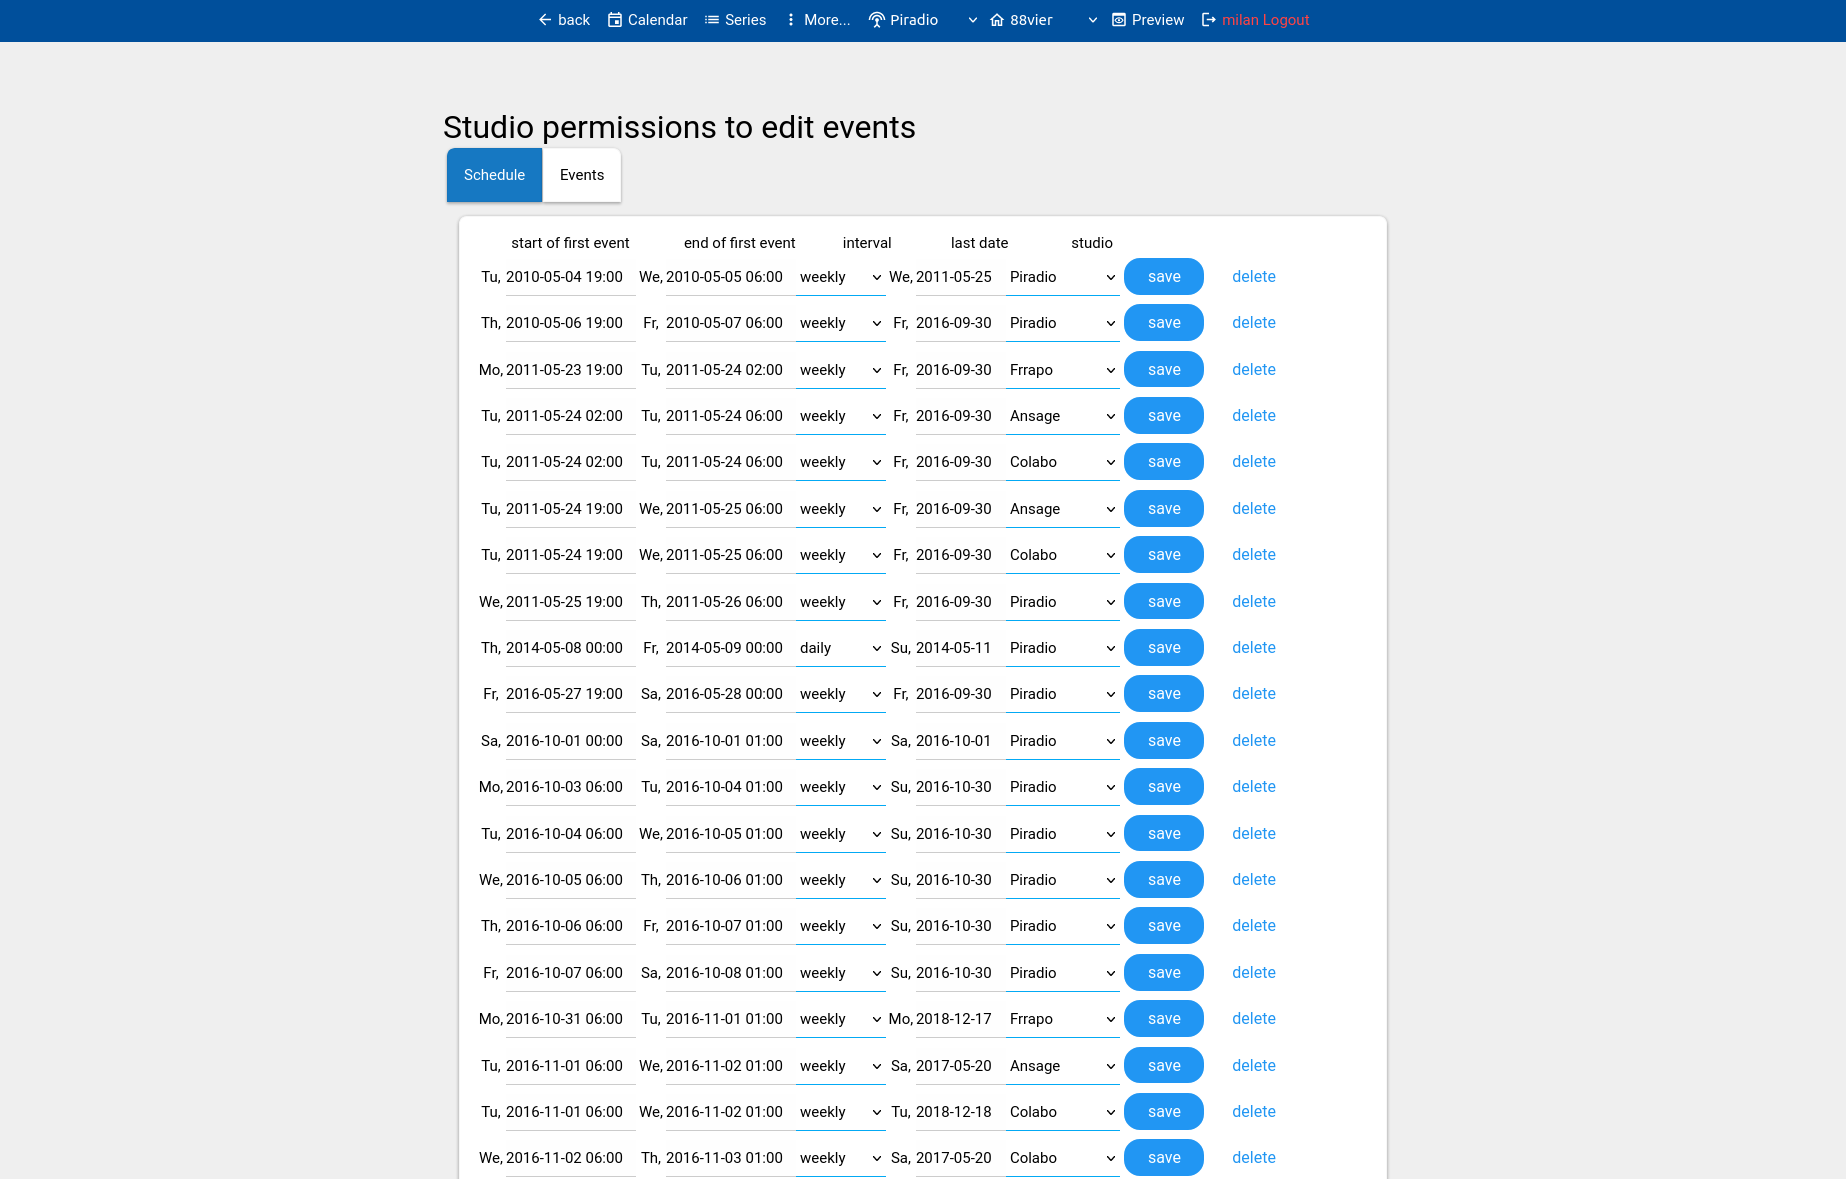 back Calendar Series More... Piradio 88vier Preview milan Logout
Studio permissions to edit events
Schedule Events
start of first event end of first event interval last date studio
Tu, 2010-05-04 19:00 We, 2010-05-05 06:00 weekly We, 2011-05-25 Piradio save delete
Th, 2010-05-06 19:00 Fr, 2010-05-07 06:00 weekly Fr, 2016-09-30 Piradio save delete
Mo, 2011-05-23 19:00 Tu, 2011-05-24 02:00 weekly Fr, 2016-09-30 Frrapo save delete
Tu, 2011-05-24 02:00 Tu, 2011-05-24 06:00 weekly Fr, 2016-09-30 Ansage save delete
Tu, 2011-05-24 02:00 Tu, 2011-05-24 06:00 weekly Fr, 2016-09-30 Colabo save delete
Tu, 2011-05-24 19:00 We, 2011-05-25 06:00 weekly Fr, 2016-09-30 Ansage save delete
Tu, 2011-05-24 19:00 We, 2011-05-25 06:00 weekly Fr, 2016-09-30 Colabo save delete
We, 2011-05-25 19:00 Th, 2011-05-26 06:00 weekly Fr, 2016-09-30 Piradio save delete
Th, 2014-05-08 00:00 Fr, 2014-05-09 00:00 daily Su, 2014-05-11 Piradio save delete
Fr, 2016-05-27 19:00 Sa, 2016-05-28 00:00 weekly Fr, 2016-09-30 Piradio save delete
Sa, 2016-10-01 00:00 Sa, 2016-10-01 01:00 weekly Sa, 2016-10-01 Piradio save delete
Mo, 2016-10-03 06:00 Tu, 2016-10-04 01:00 weekly Su, 2016-10-30 Piradio save delete
Tu, 2016-10-04 06:00 We, 2016-10-05 01:00 weekly Su, 2016-10-30 Piradio save delete
We, 2016-10-05 06:00 Th, 2016-10-06 01:00 weekly Su, 2016-10-30 Piradio save delete
Th, 2016-10-06 06:00 Fr, 2016-10-07 01:00 weekly Su, 2016-10-30 Piradio save delete
Fr, 2016-10-07 06:00 Sa, 2016-10-08 01:00 weekly Su, 2016-10-30 Piradio save delete
Mo, 2016-10-31 06:00 Tu, 2016-11-01 01:00 weekly Mo, 2018-12-17 Frrapo save delete
Tu, 2016-11-01 06:00 We, 2016-11-02 01:00 weekly Sa, 2017-05-20 Ansage save delete
Tu, 2016-11-01 06:00 We, 2016-11-02 01:00 weekly Tu, 2018-12-18 Colabo save delete
We, 2016-11-02 06:00 Th, 2016-11-03 01:00 weekly Sa, 2017-05-20 Colabo save delete